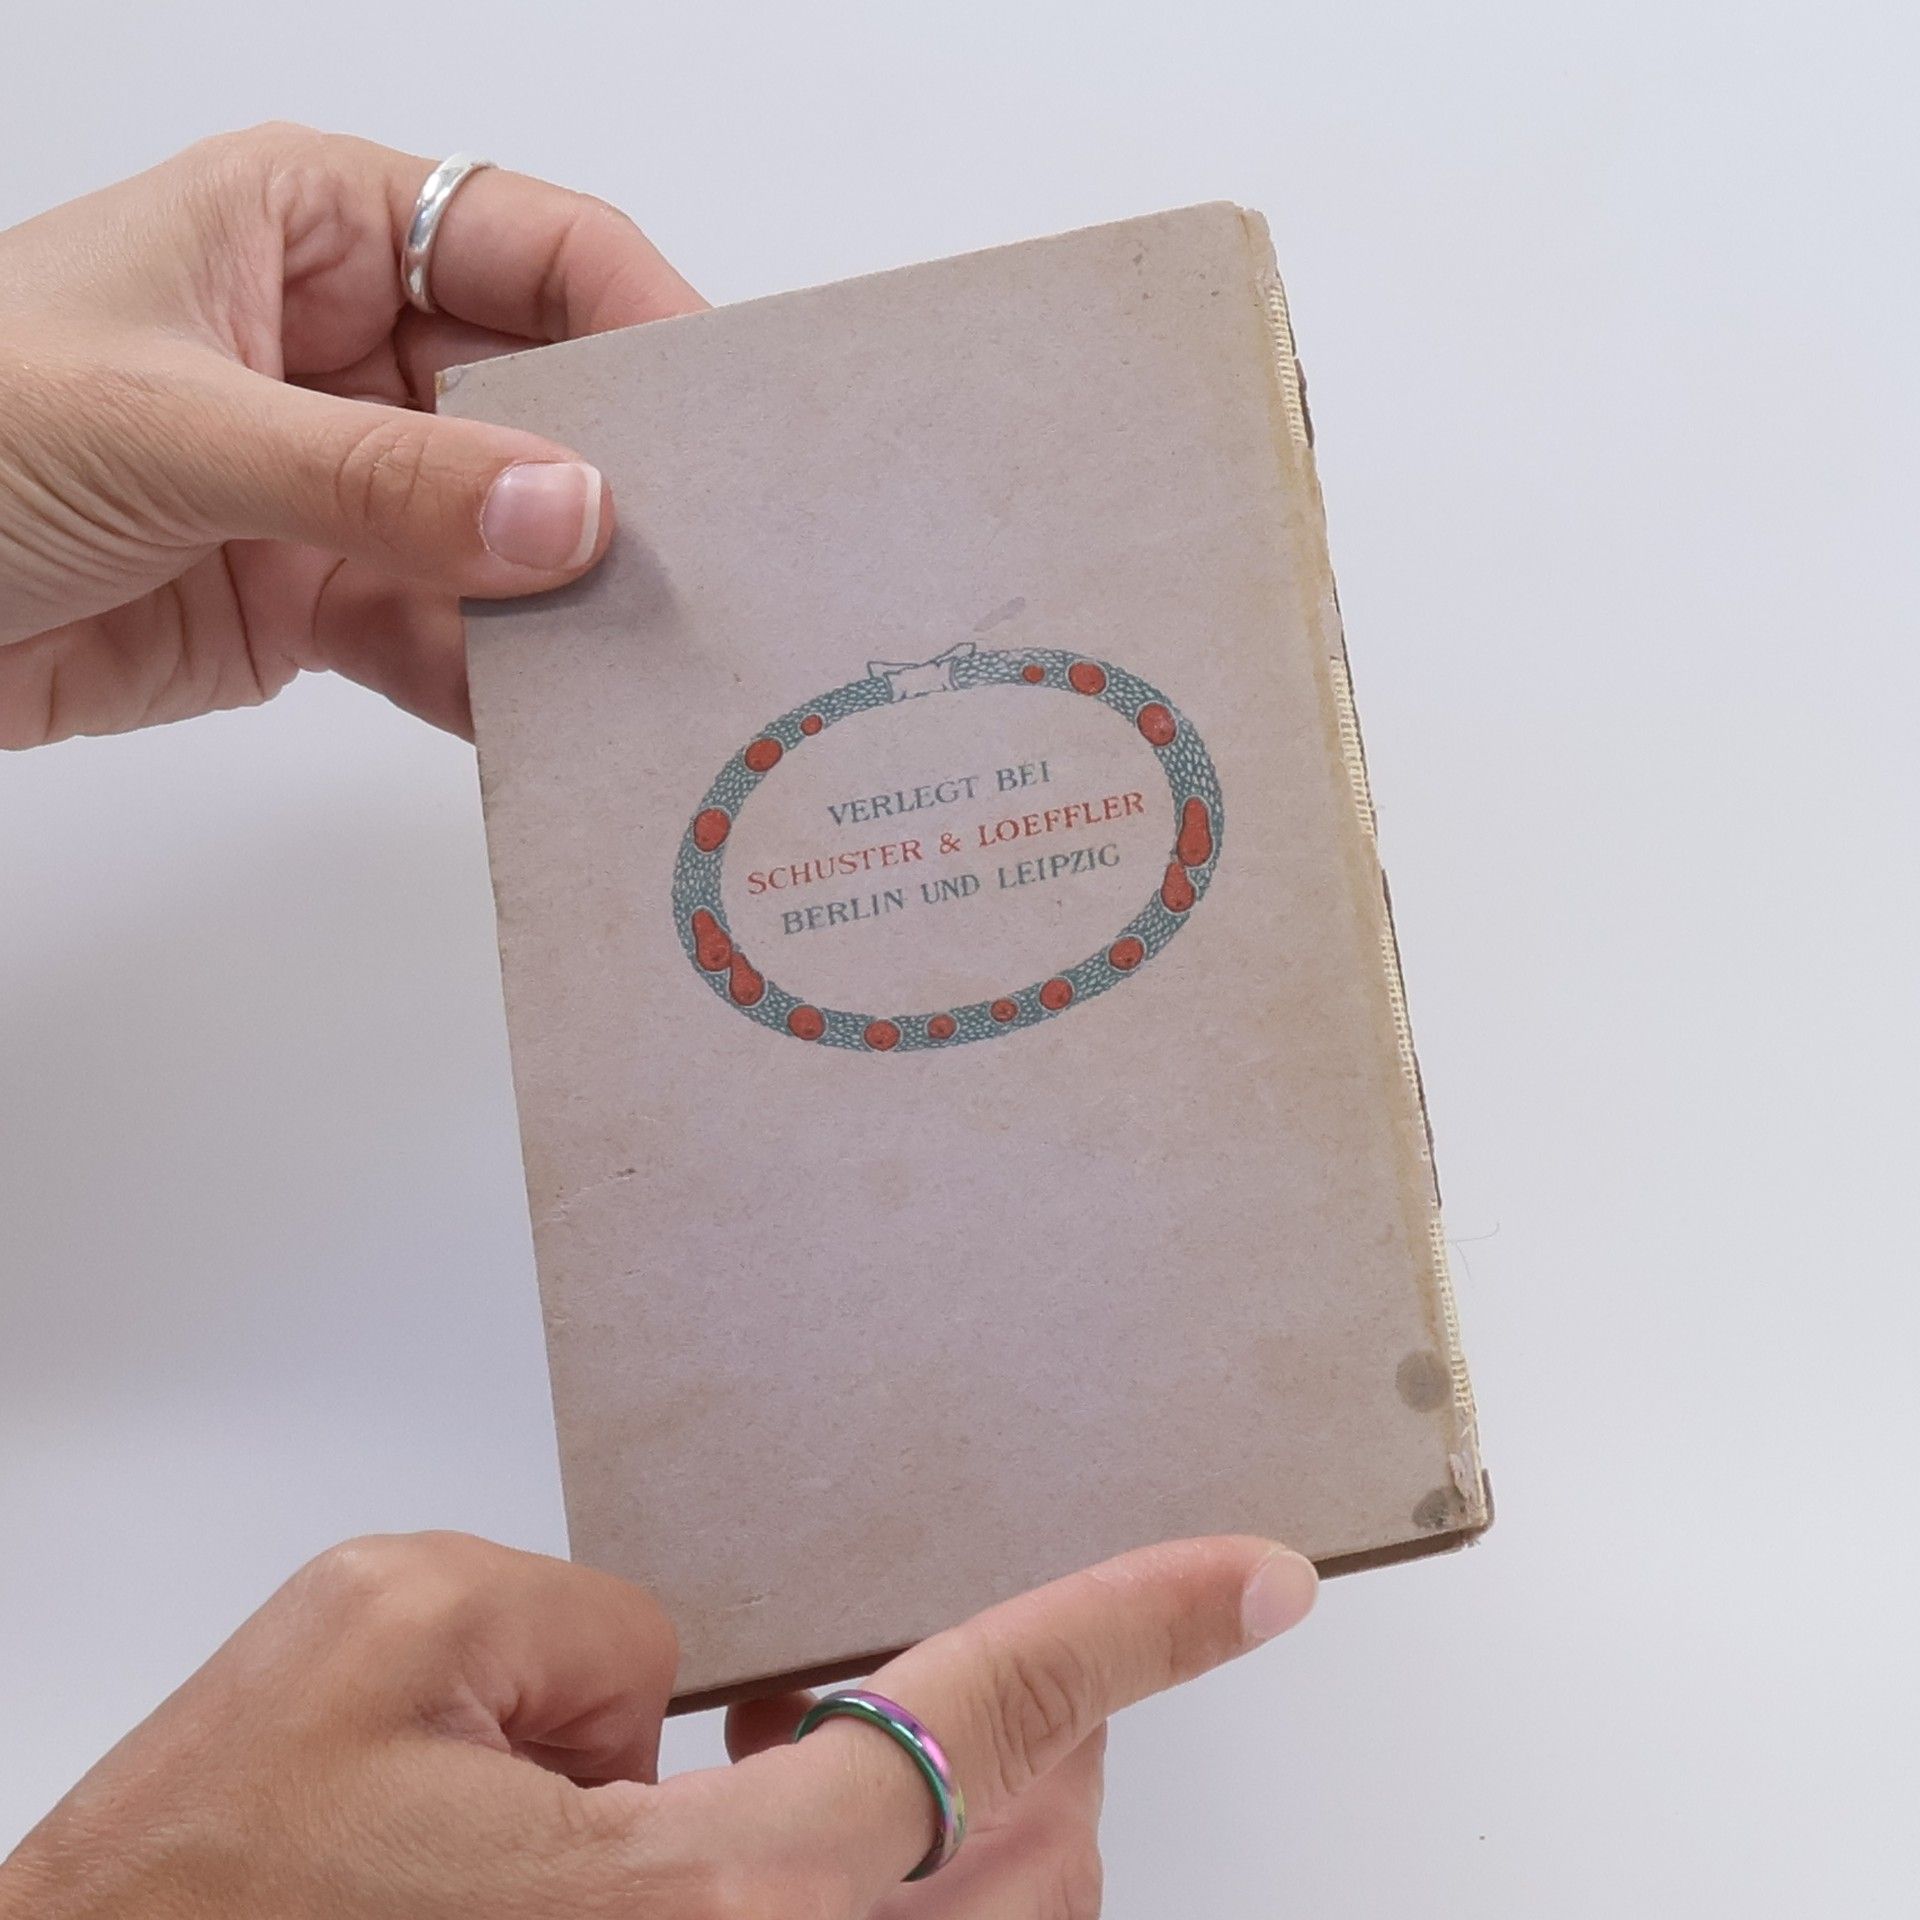 VERLEGT BEI
SCHUSTER & LOEFFLER
BERLIN UND LEIPZIG